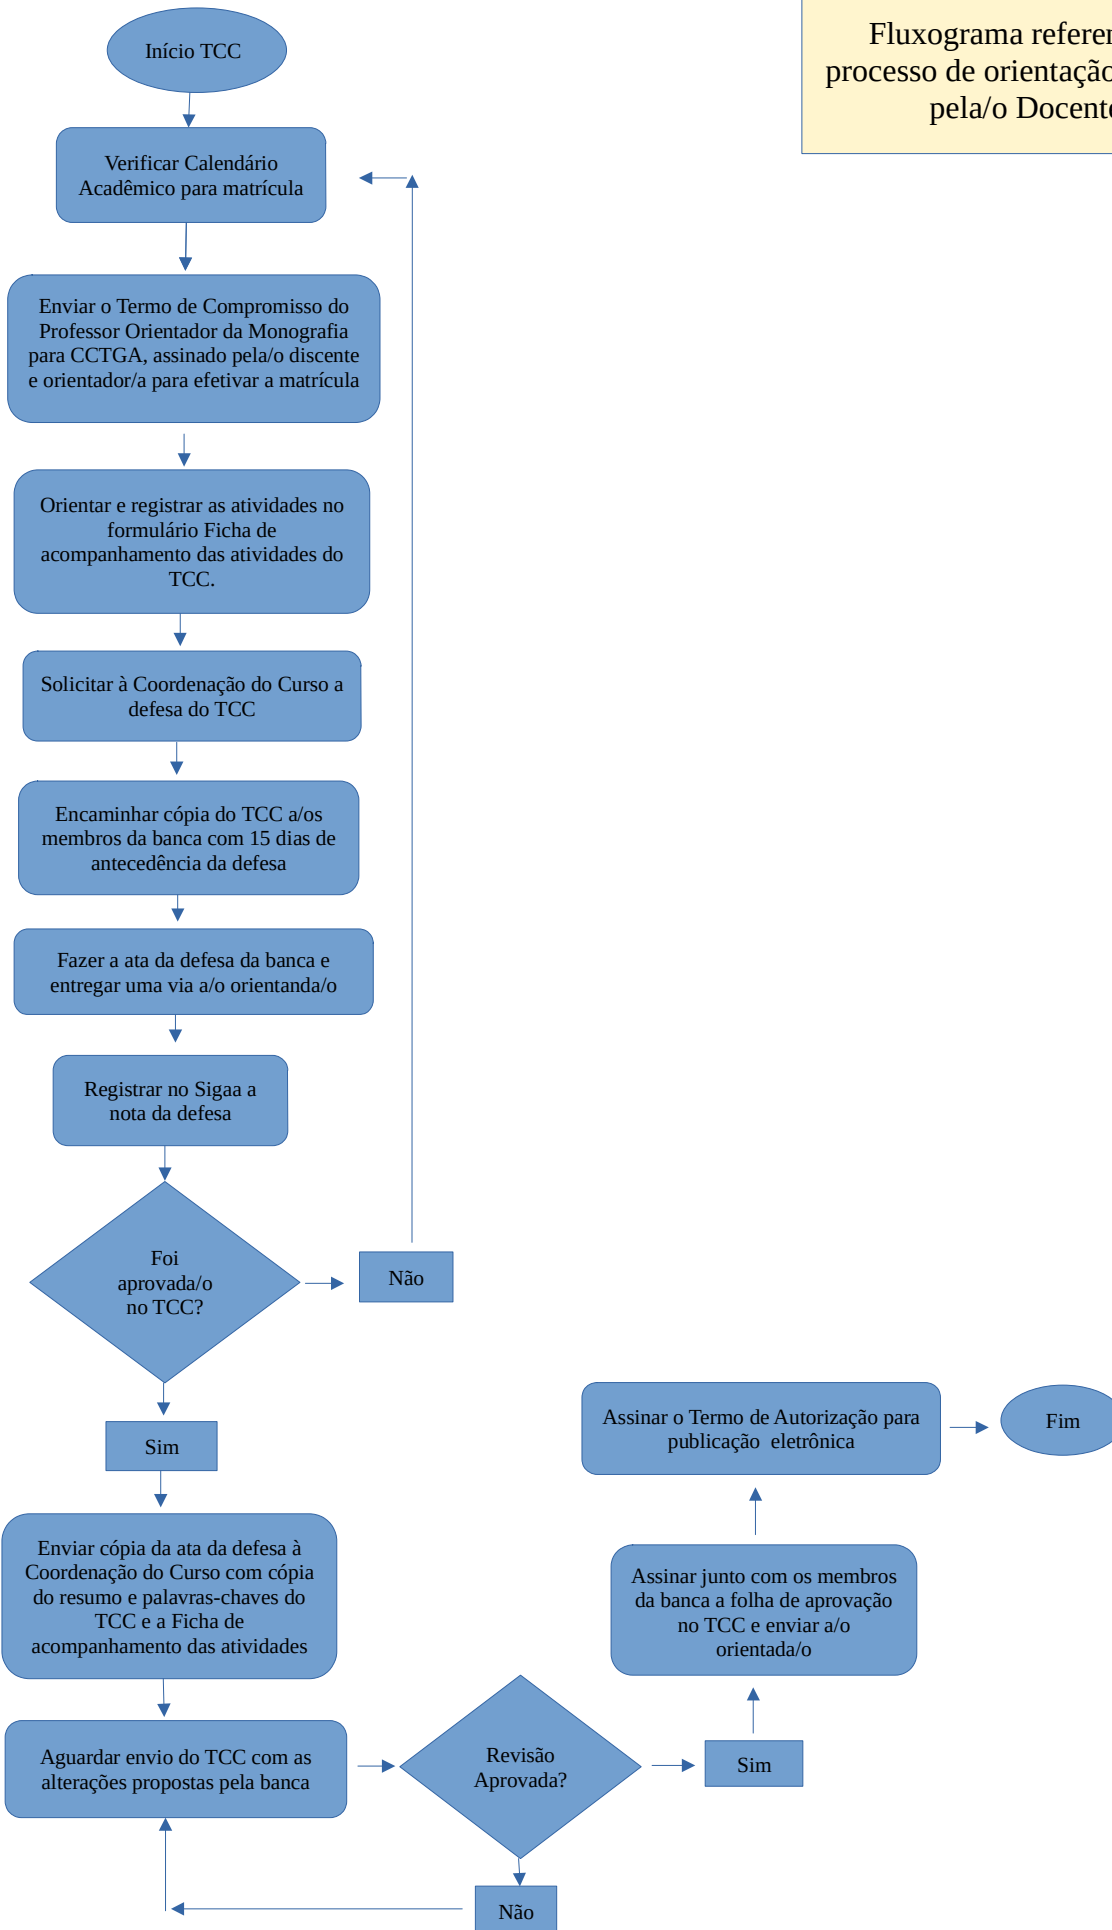 Início TCC
Fluxograma
processo de orientação
pela/o
Verificar Calendário
Acadêmico para matrícula
Enviar o Termo de Compromisso do
Professor Orientador da Monografia
para CCTGA, assinado pela/o discente
e orientador/a para efetivar a matrícula
Orientar e registrar as atividades no
formulário Ficha de
acompanhamento das atividades do
TCC.
Solicitar à Coordenação do Curso a
defesa do TCC
Encaminhar cópia do TCC a/os
membros da banca com 15 dias de
antecedência da defesa
Fazer a ata da defesa da banca e
entregar uma via a/o orientanda/o
Registrar no Sigaa a
nota da defesa
Foi
aprovada/o
no TCC?
Não
Sim
Enviar cópia da ata da defesa à
Coordenação do Curso com cópia
do resumo e palavras-chaves do
TCC e a Ficha de
acompanhamento das atividades
Aguardar envio do TCC com as
alterações propostas pela banca
Revisão
Aprovada?
Não
Sim
Assinar junto com os membros
da banca a folha de aprovação
no TCC e enviar a/o
orientada/o
Assinar o Termo de Autorização para
publicação eletrônica
Fim